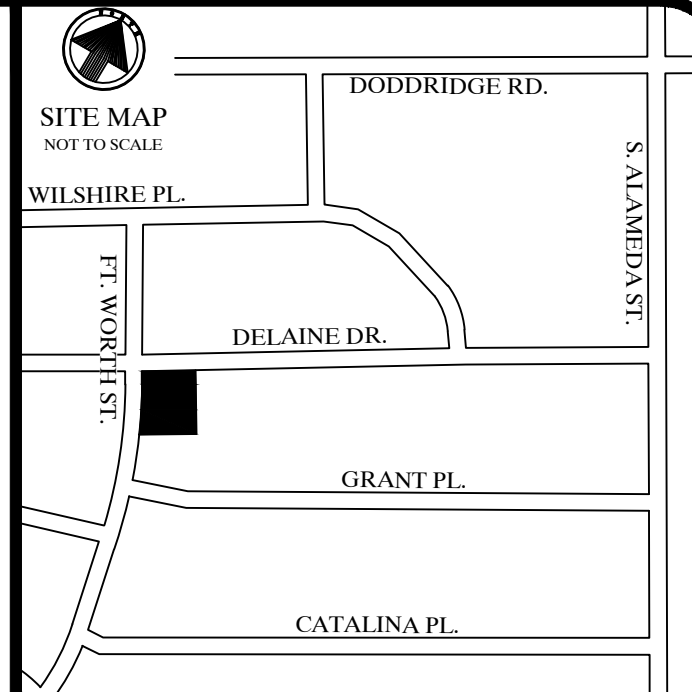 SITE MAP
NOT TO SCALE
DODDRIDGE RD.
WILSHIRE PL.
S. ALAMEDA ST.
FT. WORTH ST.
DELAINE DR.
GRANT PL.
CATALINA PL.